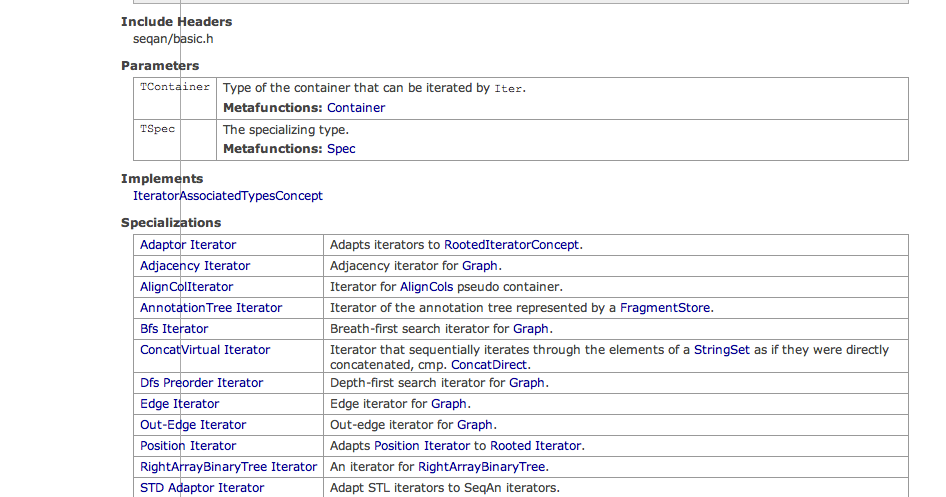 Include Headers
seqan/basic.h
Parameters
TContainer Type of the container that can be iterated by Iter.
Metafunctions: Container
TSpec The specializing type.
Metafunctions: Spec
Implements
IteratorAssociatedTypesConcept
Specializations
Adaptor Iterator Adapts iterators to RootedIteratorConcept.
Adjacency Iterator Adjacency iterator for Graph.
AlignColIterator Iterator for AlignCols pseudo container.
AnnotationTree Iterator Iterator of the annotation tree represented by a FragmentStore.
Bfs Iterator Breath-first search iterator for Graph.
ConcatVirtual Iterator Iterator that sequentially iterates through the elements of a StringSet as if they were directly
concatenated, cmp. ConcatDirect.
Dfs Preorder Iterator Depth-first search iterator for Graph.
Edge Iterator Edge iterator for Graph.
Out-Edge Iterator Out-edge iterator for Graph.
Position Iterator Adapts Position Iterator to Rooted Iterator.
RightArrayBinaryTree Iterator An iterator for RightArrayBinaryTree.
STD Adaptor Iterator Adapt STL iterators to SeqAn iterators.